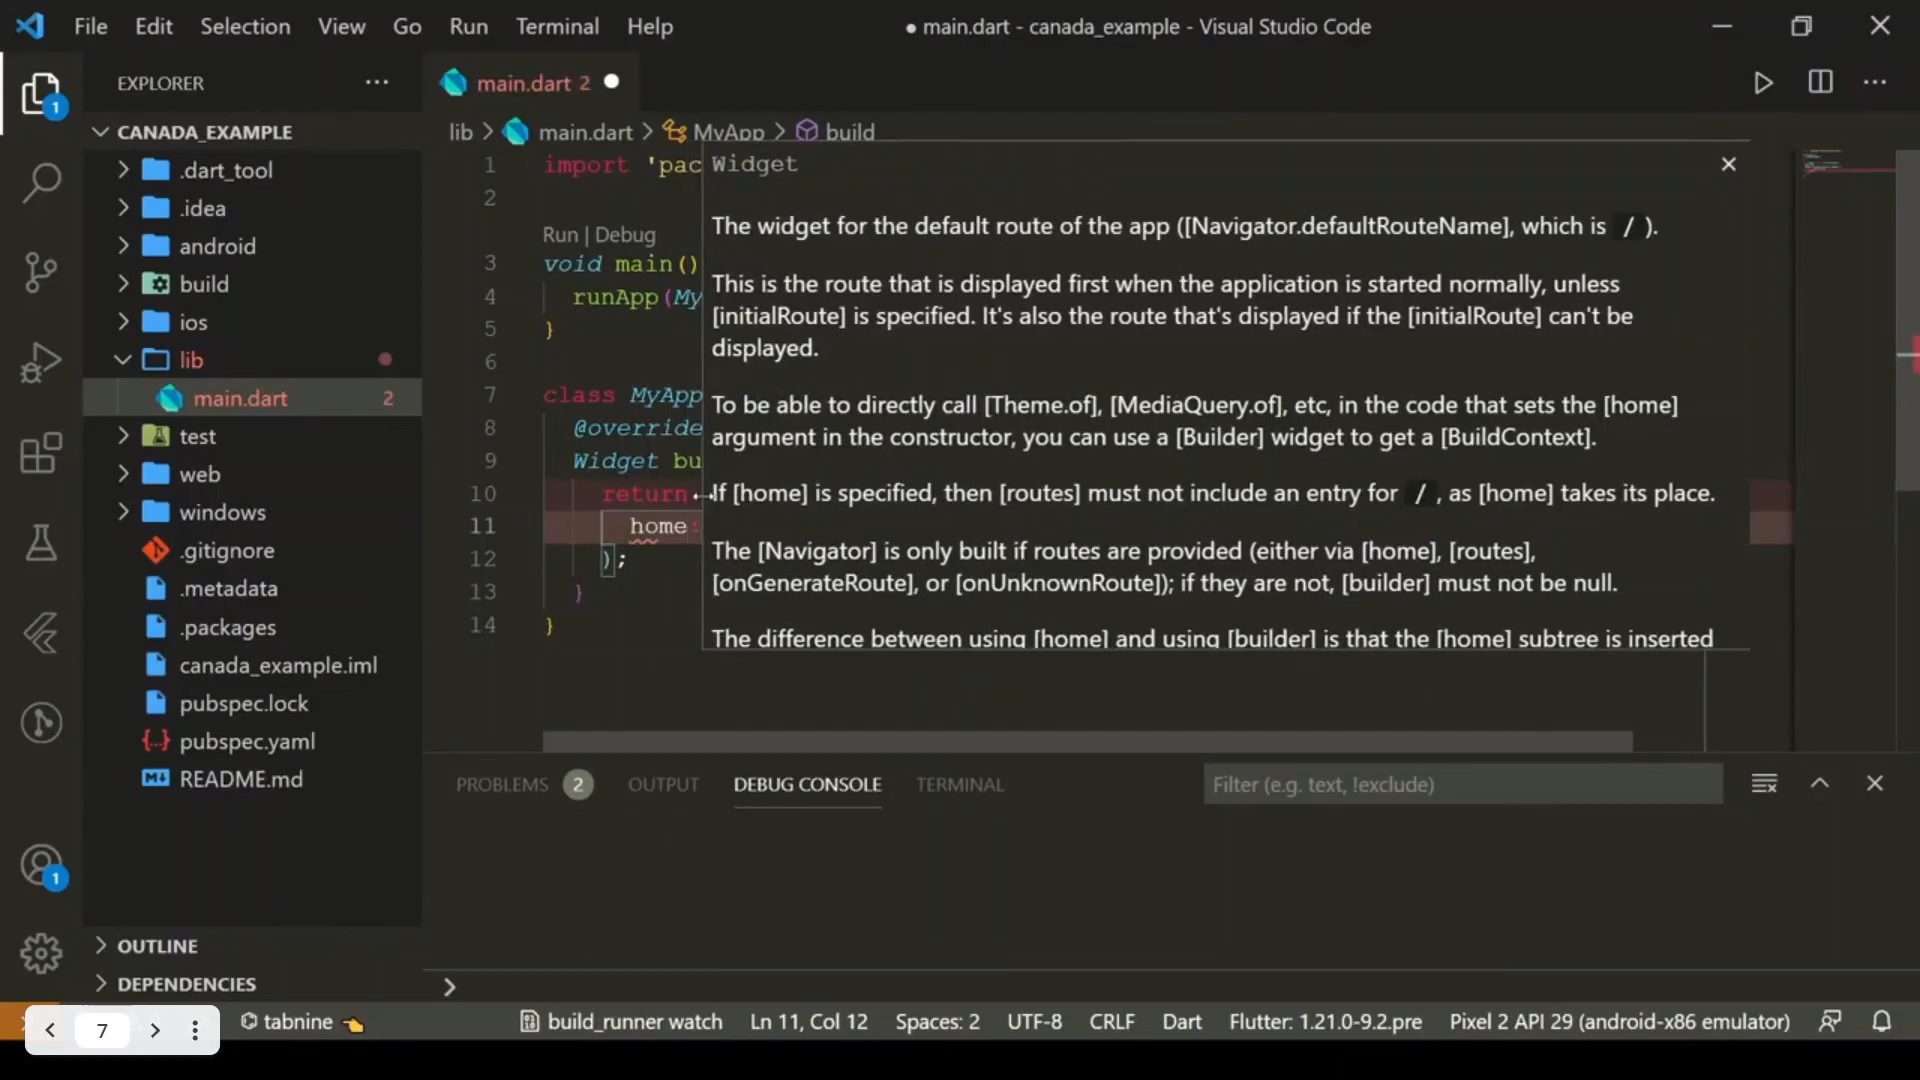 File Edit Selection View Go Run Terminal Help
● main.dart - canada_example - Visual Studio Code
EXPLORER
main.dart 2
CANADA_EXAMPLE
.dart_tool
.idea
android
build
ios
lib
main.dart 2
test
web
windows
.gitignore
.metadata
.packages
canada_example.iml
pubspec.lock
pubspec.yaml
README.md
OUTLINE
DEPENDENCIES
1
1
lib > main.dart > MyApp > build
1 import 'pac
2
Run | Debug
3 void main()
4 runApp(My
5 }
6
7 class MyApp
8 @override
9 Widget bu
10 return
11 home:
12 );
13 }
14 }
Widget
The widget for the default route of the app ([Navigator.defaultRouteName], which is / ).
This is the route that is displayed first when the application is started normally, unless
[initialRoute] is specified. It's also the route that's displayed if the [initialRoute] can't be
displayed.
To be able to directly call [Theme.of], [MediaQuery.of], etc, in the code that sets the [home]
argument in the constructor, you can use a [Builder] widget to get a [BuildContext].
If [home] is specified, then [routes] must not include an entry for / , as [home] takes its place.
The [Navigator] is only built if routes are provided (either via [home], [routes],
[onGenerateRoute], or [onUnknownRoute]); if they are not, [builder] must not be null.
The difference between using [home] and using [builder] is that the [home] subtree is inserted
PROBLEMS 2 OUTPUT DEBUG CONSOLE TERMINAL
Filter (e.g. text, !exclude)
7
tabnine
build_runner watch Ln 11, Col 12 Spaces: 2 UTF-8 CRLF Dart Flutter: 1.21.0-9.2.pre Pixel 2 API 29 (android-x86 emulator)